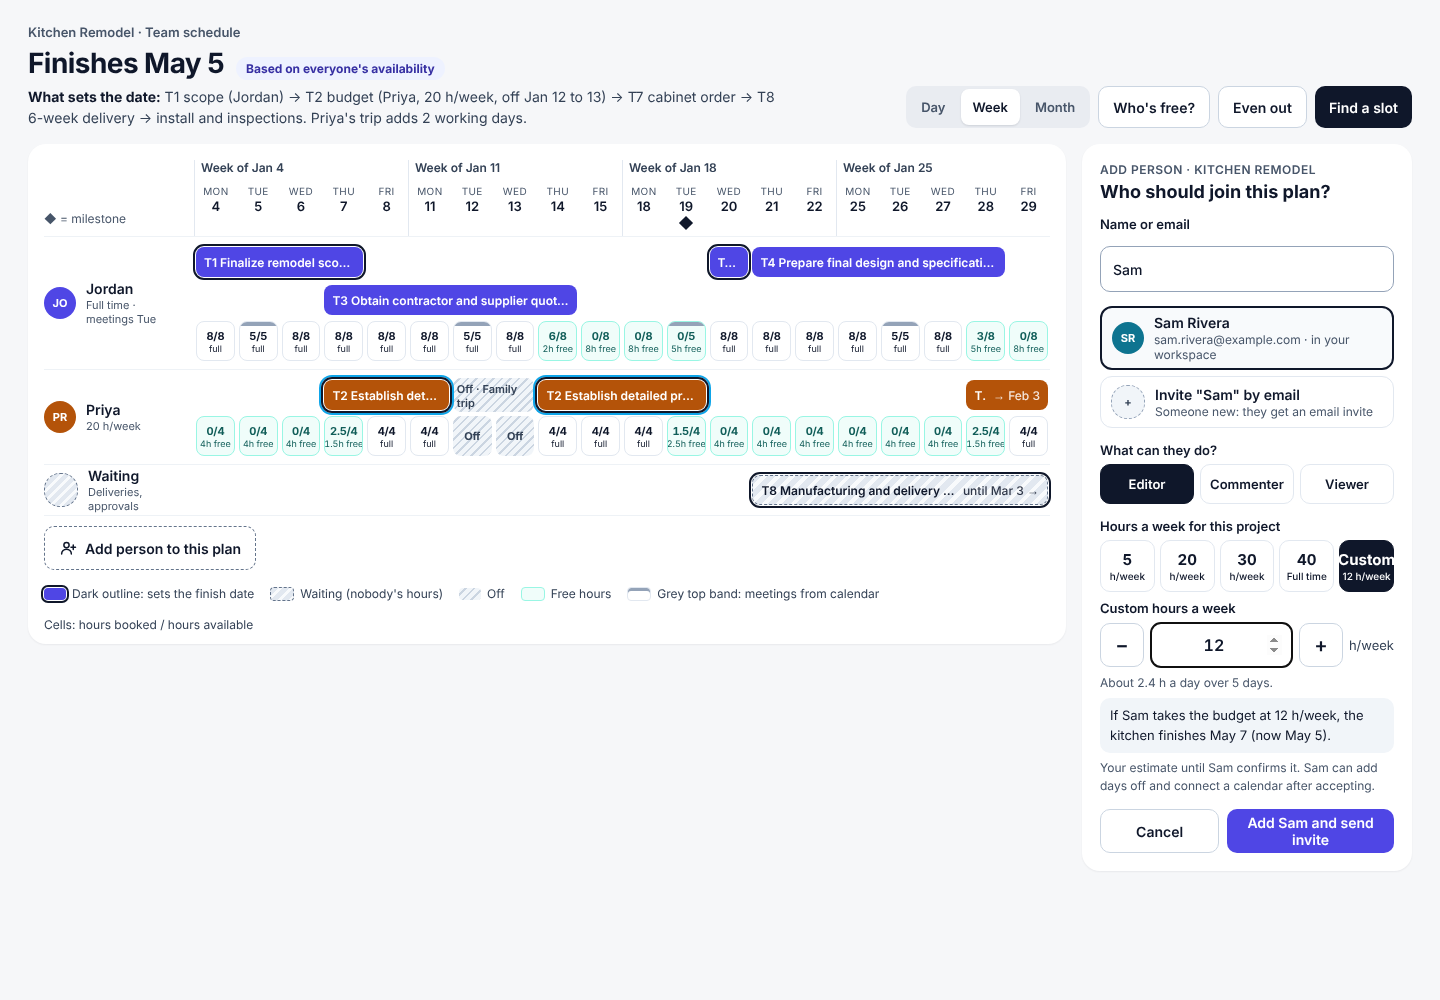 Kitchen Remodel · Team schedule
Finishes May 5 Based on everyone's availability
What sets the date: T1 scope (Jordan) → T2 budget (Priya, 20 h/week, off Jan 12 to 13) → T7 cabinet order → T8
6-week delivery → install and inspections. Priya's trip adds 2 working days.
Day Week Month Who's free? Even out Find a slot
Week of Jan 4 Week of Jan 11 Week of Jan 18 Week of Jan 25
MON TUE WED THU FRI MON TUE WED THU FRI MON TUE WED THU FRI MON TUE WED THU FRI
4 5 6 7 8 11 12 13 14 15 18 19 20 21 22 25 26 27 28 29
◆ = milestone
T1 Finalize remodel sco... T... T4 Prepare final design and specificati...
JO Jordan
Full time ·
meetings Tue
T3 Obtain contractor and supplier quot...
8/8 5/5 8/8 8/8 8/8 8/8 5/5 8/8 6/8 0/8 0/8 0/5 8/8 8/8 8/8 8/8 5/5 8/8 3/8 0/8
full full full full full full full full 2h free 8h free 8h free 5h free full full full full full full 5h free 8h free
PR Priya
20 h/week
T2 Establish det... Off · Family trip T2 Establish detailed pr... T. → Feb 3
0/4 0/4 0/4 2.5/4 4/4 4/4 Off Off 4/4 4/4 4/4 1.5/4 0/4 0/4 0/4 0/4 0/4 0/4 2.5/4 4/4
4h free 4h free 4h free 1.5h free full full full full full 2.5h free 4h free 4h free 4h free 4h free 4h free 4h free 1.5h free full
Waiting
Deliveries,
approvals
T8 Manufacturing and delivery ... until Mar 3 →
Add person to this plan
Dark outline: sets the finish date Waiting (nobody's hours) Off Free hours Grey top band: meetings from calendar
Cells: hours booked / hours available
ADD PERSON · KITCHEN REMODEL
Who should join this plan?
Name or email
Sam
SR Sam Rivera
sam.rivera@example.com · in your
workspace
+ Invite "Sam" by email
Someone new: they get an email invite
What can they do?
Editor Commenter Viewer
Hours a week for this project
5 20 30 40 Custom
h/week h/week h/week Full time 12 h/week
Custom hours a week
− 12 + h/week
About 2.4 h a day over 5 days.
If Sam takes the budget at 12 h/week, the
kitchen finishes May 7 (now May 5).
Your estimate until Sam confirms it. Sam can add
days off and connect a calendar after accepting.
Cancel Add Sam and send
invite